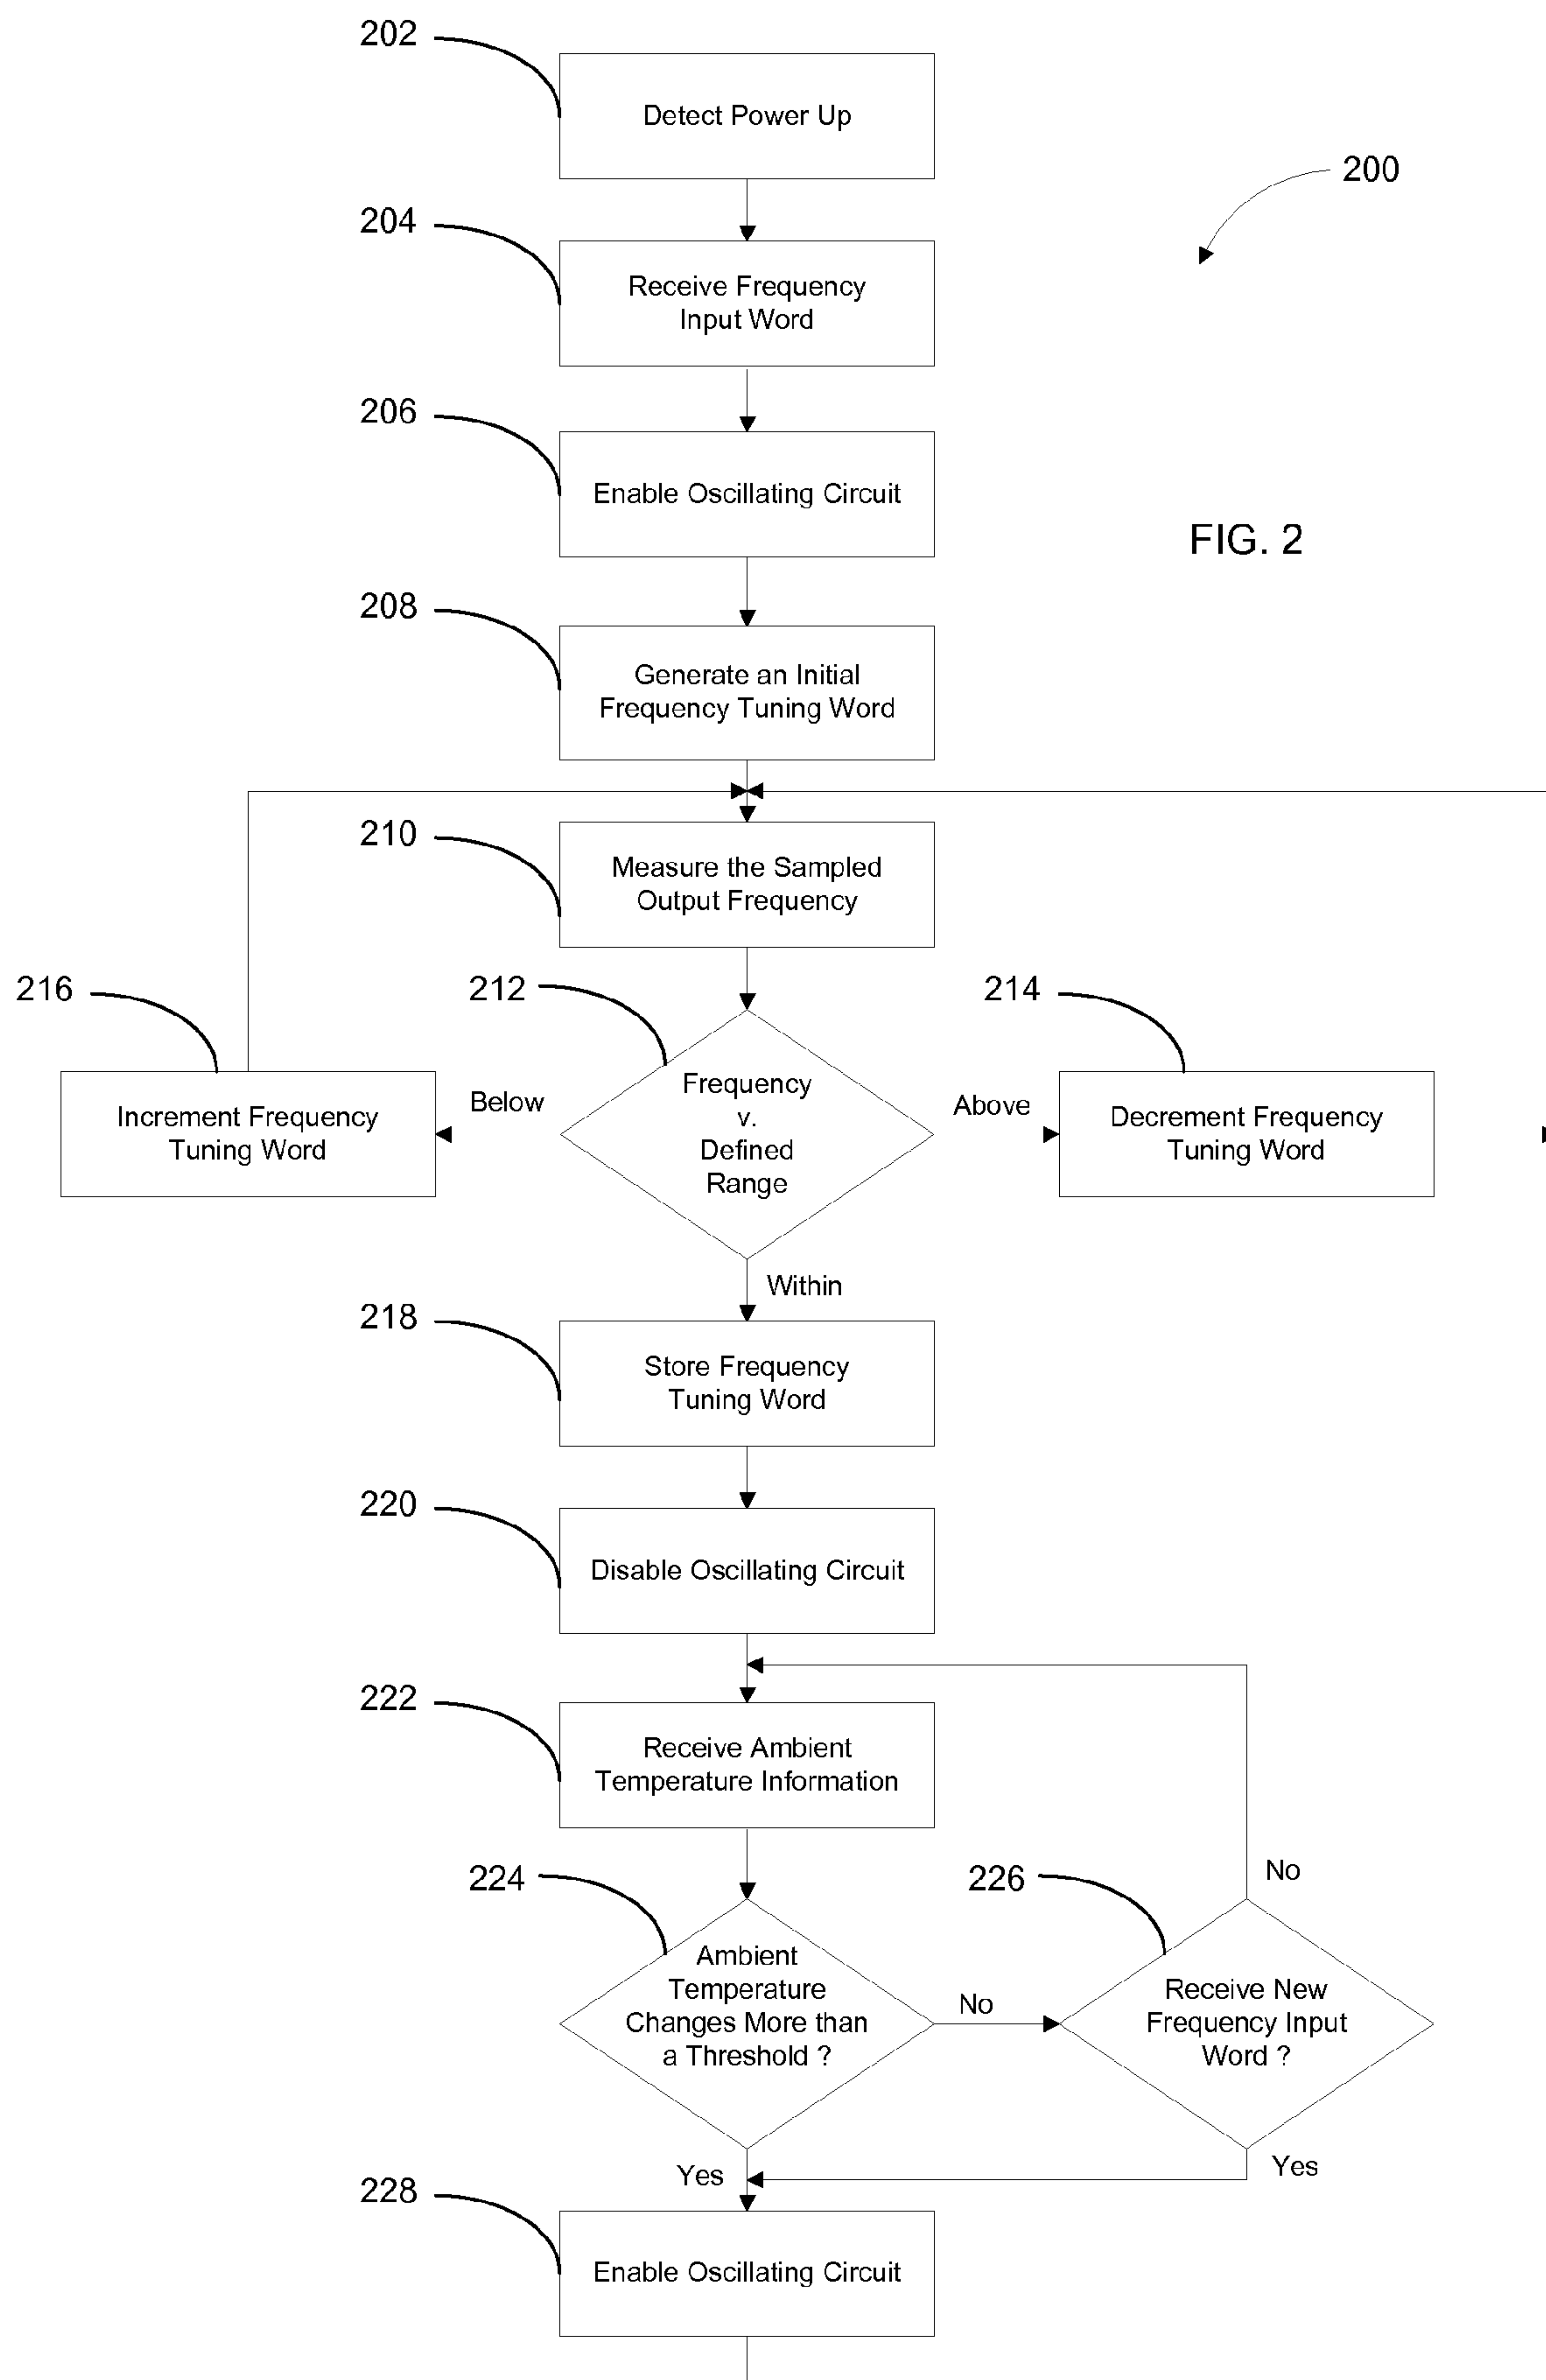 202
Detect Power Up
200
204
Receive Frequency
Input Word
206
Enable Oscillating Circuit
FIG. 2
208
Generate an Initial
Frequency Tuning Word
210
Measure the Sampled
Output Frequency
216
212
214
Increment Frequency
Tuning Word
Below
Frequency
v.
Defined
Range
Above
Decrement Frequency
Tuning Word
Within
218
Store Frequency
Tuning Word
220
Disable Oscillating Circuit
222
Receive Ambient
Temperature Information
224
226
No
Ambient
Temperature
Changes More than
a Threshold ?
No
Receive New
Frequency Input
Word ?
Yes
Yes
228
Enable Oscillating Circuit